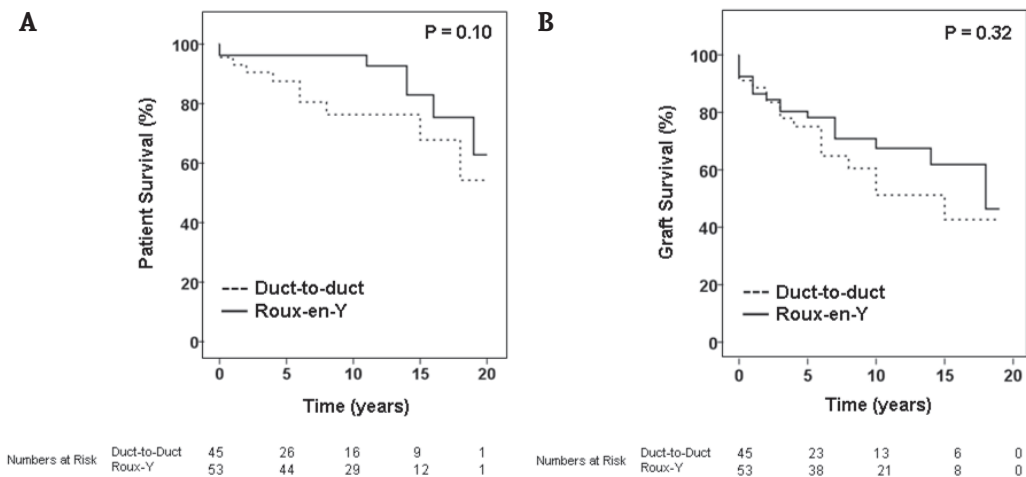 A
P = 0.10
100
80
60
40
20
0
Patient Survival (%)
Duct-to-duct
Roux-en-Y
0 5 10 15 20
Time (years)
Numbers at Risk
Duct-to-Duct 45 26 16 9 1
Roux-Y 53 44 29 12 1
B
P = 0.32
100
80
60
40
20
0
Graft Survival (%)
Duct-to-duct
Roux-en-Y
0 5 10 15 20
Time (years)
Numbers at Risk
Duct-to-Duct 45 23 13 6 0
Roux-Y 53 38 21 8 0